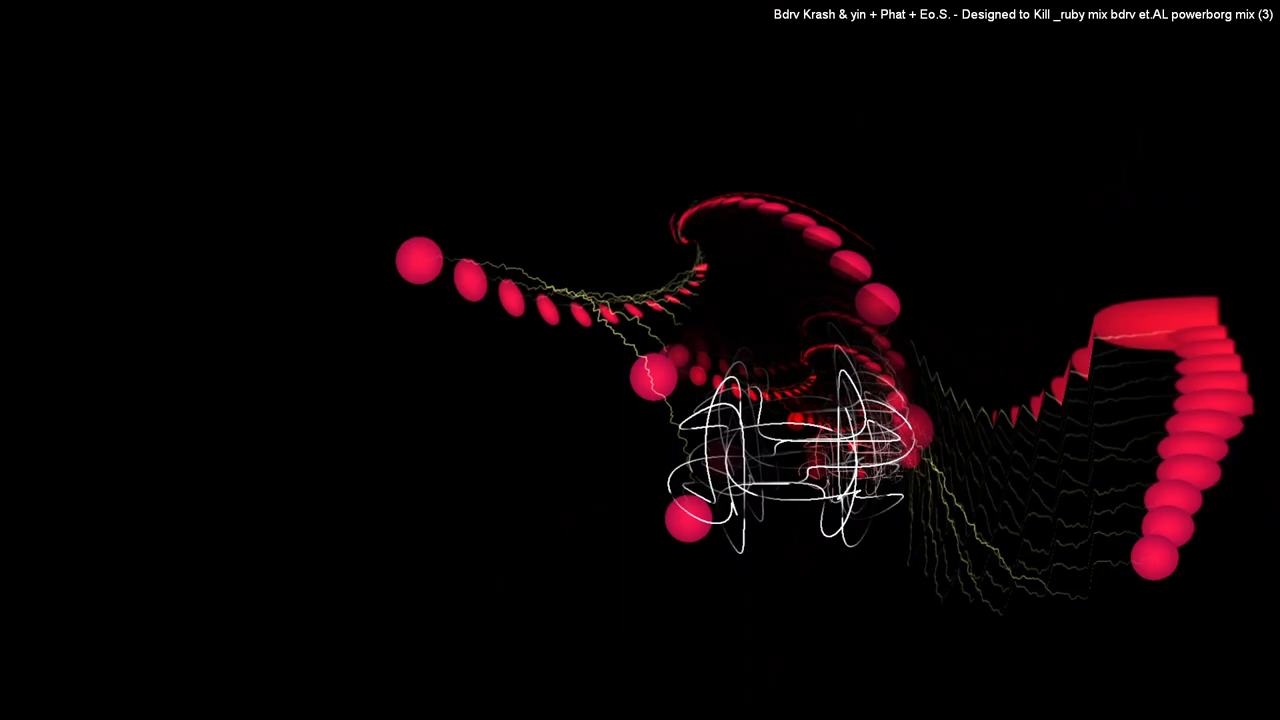 Bdrv Krash & yin + Phat + Eo.S. - Designed to Kill _ruby mix bdrv et.AL powerborg mix (3)